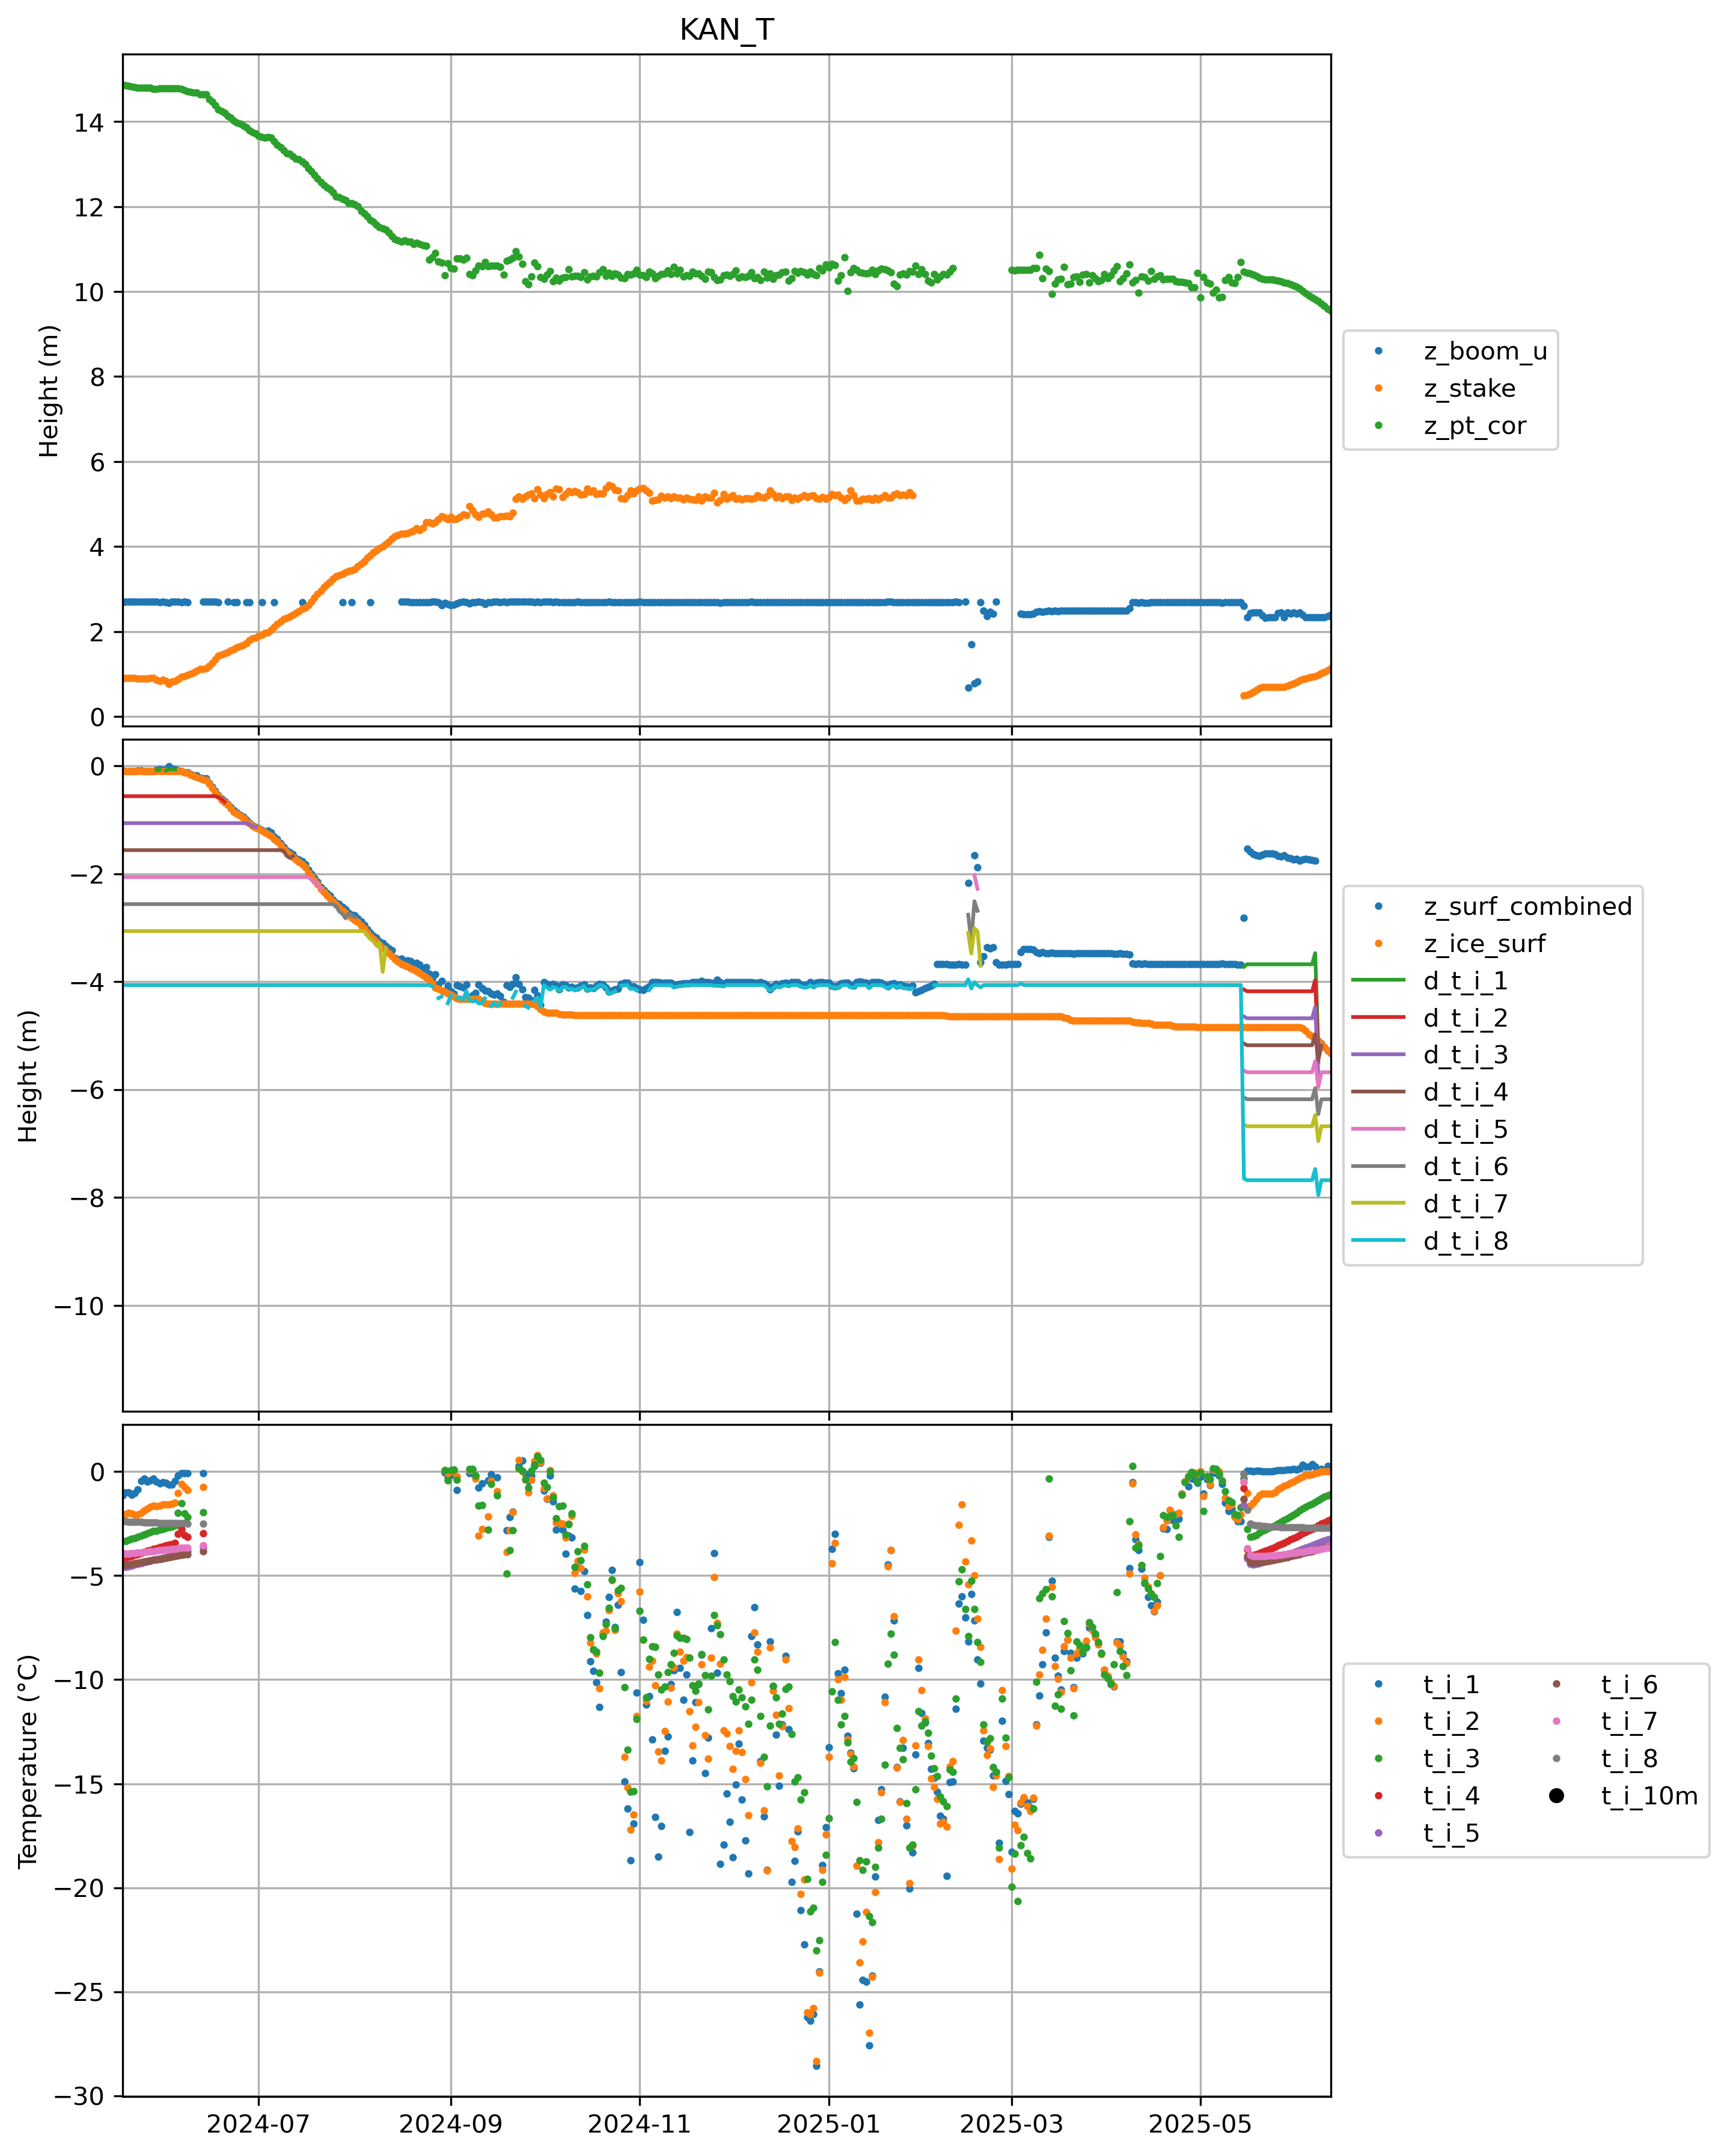 KAN_T
14
12
10
8
6
4
2
0
Height (m)
z_boom_u
z_stake
z_pt_cor
0
−2
−4
−6
−8
−10
Height (m)
z_surf_combined
z_ice_surf
d_t_i_1
d_t_i_2
d_t_i_3
d_t_i_4
d_t_i_5
d_t_i_6
d_t_i_7
d_t_i_8
0
−5
−10
−15
−20
−25
−30
Temperature (°C)
t_i_1
t_i_2
t_i_3
t_i_4
t_i_5
t_i_6
t_i_7
t_i_8
t_i_10m
2024-07 2024-09 2024-11 2025-01 2025-03 2025-05